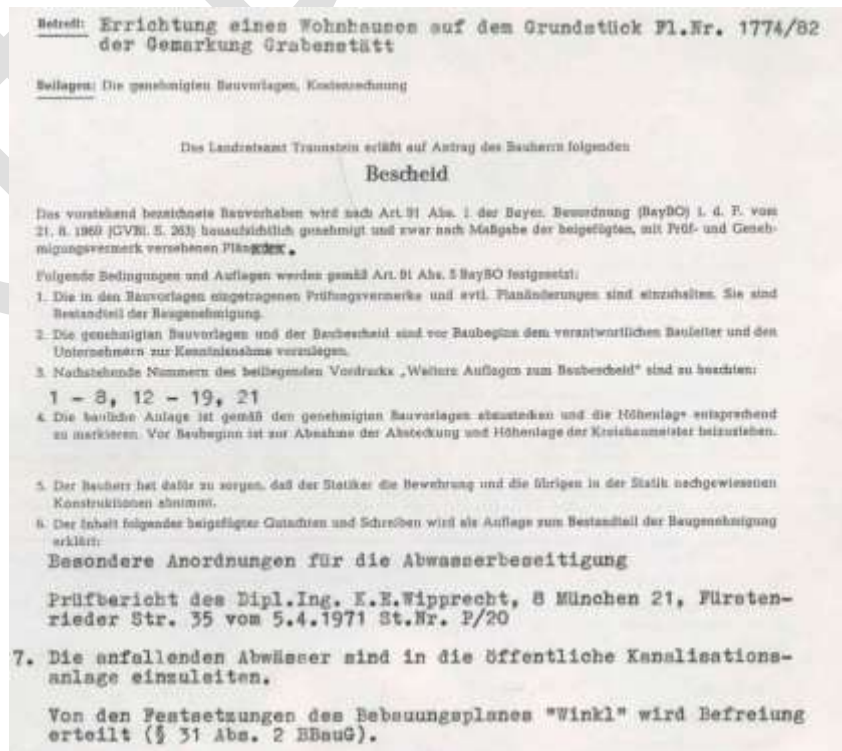 Betreff: Errichtung eines Wohnhauses auf dem Grundstück Fl.Nr. 1774/82
der Gemarkung Grabenstätt
Beilagen: Die genehmigten Bauvorlagen, Kostenrechnung
Das Landratsamt Traunstein erläßt auf Antrag des Bauherrn folgenden
Bescheid
Das vorstehend bezeichnete Bauvorhaben wird nach Art. 91 Abs. 1 der Bayer. Bauordnung (BayBO) i. d. F. vom
21. 8. 1969 (GVBl. S. 263) bauaufsichtlich genehmigt und zwar nach Maßgabe der beigefügten, mit Prüf- und Geneh-
migungsvermerk versehenen
Folgende Bedingungen und Auflagen werden gemäß Art. 91 Abs. 5 BayBO festgesetzt:
1. Die in den Bauvorlagen eingetragenen Prüfungsvermerke und evtl. Planänderungen sind einzuhalten. Sie sind
Bestandteil der Baugenehmigung.
2. Die genehmigten Bauvorlagen und der Baubescheid sind vor Baubeginn dem verantwortlichen Bauleiter und den
Unternehmern zur Kenntnisnahme vorzulegen.
3. Nachstehende Nummern des beiliegenden Vordrucks „Weitere Auflagen zum Baubescheid" sind zu beachten:
1 - 8, 12 - 19, 21
4. Die bauliche Anlage ist gemäß den genehmigten Bauvorlagen abzustecken und die Höhenlage entsprechend
zu markieren. Vor Baubeginn ist zur Abnahme der Absteckung und Höhenlage der Kreisbaumeister beizuziehen.
5. Der Bauherr hat dafür zu sorgen, daß der Statiker die Bewehrung und die übrigen in der Statik nachgewiesenen
Konstruktionen abnimmt.
6. Der Inhalt folgender beigefügter Gutachten und Schreiben wird als Auflage zum Bestandteil der Baugenehmigung
erklärt:
Besondere Anordnungen für die Abwasserbeseitigung
Prüfbericht des Dipl.Ing. K.E.Wipprecht, 8 München 21, Fürsten-
rieder Str. 35 vom 5.4.1971 St.Nr. P/20
7. Die anfallenden Abwässer sind in die öffentliche Kanalisations-
anlage einzuleiten.
Von den Festsetzungen des Bebauungsplanes "Winkl" wird Befreiung
erteilt (§ 31 Abs. 2 BBauG).